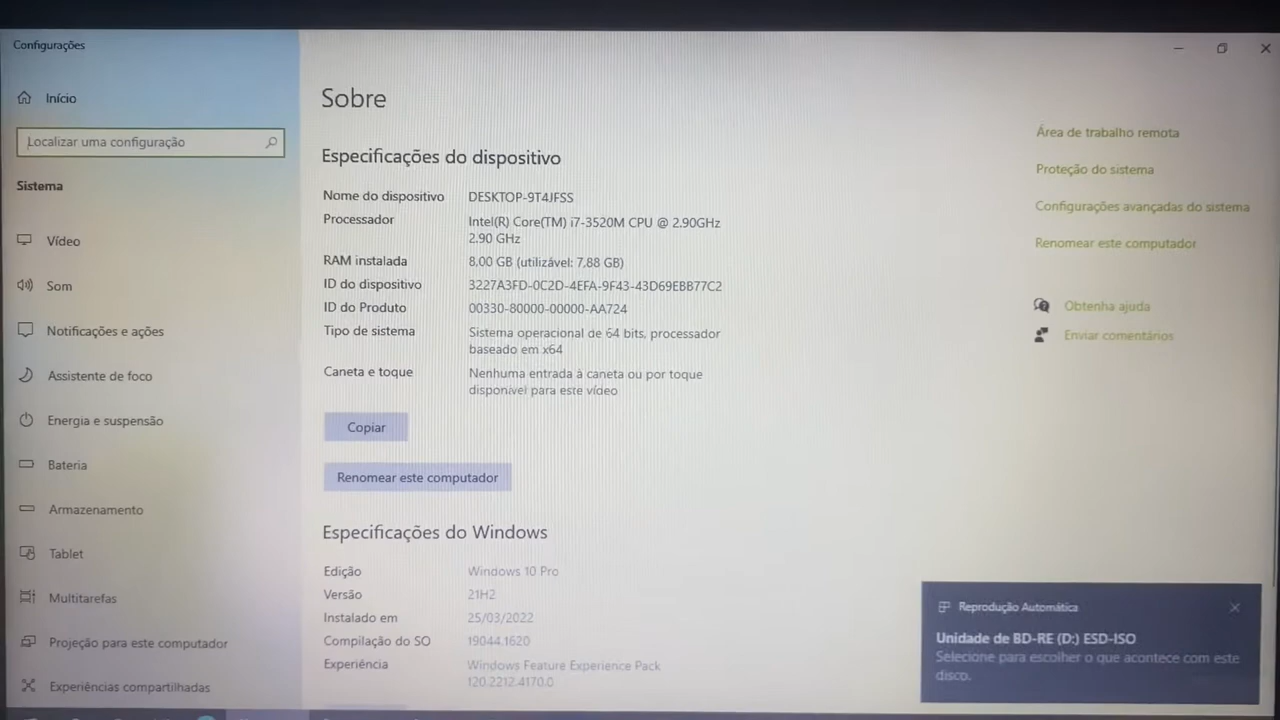 Configurações
Início
Localizar uma configuração
Sistema
Vídeo
Som
Notificações e ações
Assistente de foco
Energia e suspensão
Bateria
Armazenamento
Tablet
Multitarefas
Projeção para este computador
Experiências compartilhadas
Sobre
Especificações do dispositivo
Nome do dispositivo DESKTOP-9T4JFSS
Processador Intel(R) Core(TM) i7-3520M CPU @ 2.90GHz
2.90 GHz
RAM instalada 8,00 GB (utilizável: 7,88 GB)
ID do dispositivo 3227A3FD-0C2D-4EFA-9F43-43D69EBB77C2
ID do Produto 00330-80000-00000-AA724
Tipo de sistema Sistema operacional de 64 bits, processador
baseado em x64
Caneta e toque Nenhuma entrada à caneta ou por toque
disponível para este vídeo
Copiar
Renomear este computador
Especificações do Windows
Edição Windows 10 Pro
Versão 21H2
Instalado em 25/03/2022
Compilação do SO 19044.1620
Experiência Windows Feature Experience Pack
120.2212.4170.0
Área de trabalho remota
Proteção do sistema
Configurações avançadas do sistema
Renomear este computador
Obtenha ajuda
Enviar comentários
Reprodução Automática
Unidade de BD-RE (D:) ESD-ISO
Selecione para escolher o que acontece com este
disco.